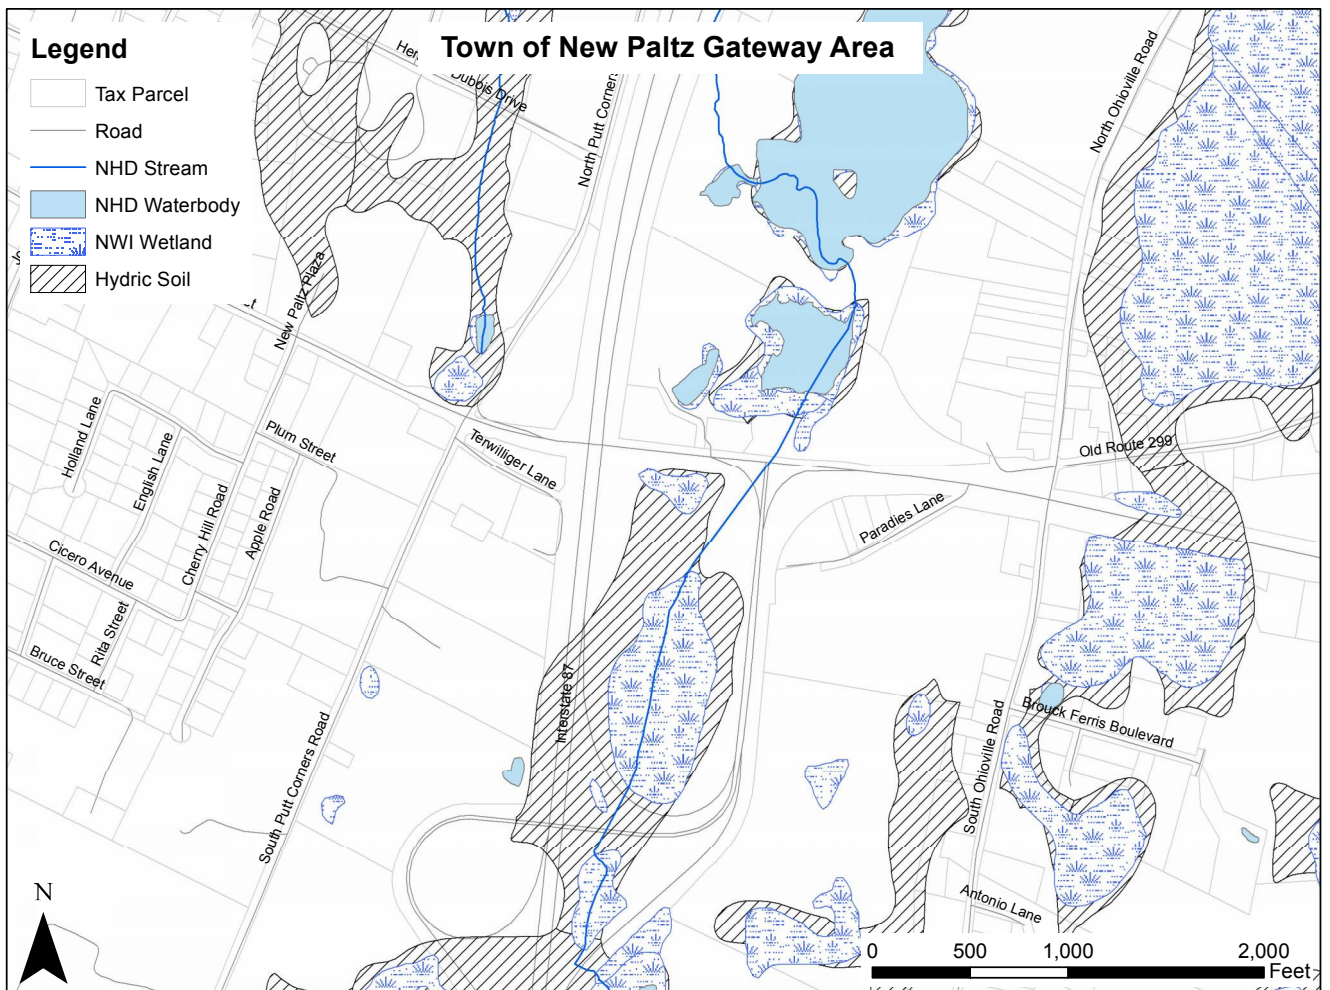 Town of New Paltz Gateway Area
Legend
Tax Parcel
Road
NHD Stream
NHD Waterbody
NWI Wetland
Hydric Soil
Dubois Drive
North Putt Corners
North Ohioville Road
New Paltz Plaza
Holland Lane
English Lane
Plum Street
Terwilliger Lane
Old Route 299
Cherry Hill Road
Apple Road
Paradies Lane
Cicero Avenue
Rita Street
Bruce Street
Interstate 87
South Putt Corners Road
South Ohioville Road
Brouck Ferris Boulevard
Antonio Lane
N
0 500 1,000 2,000
Feet